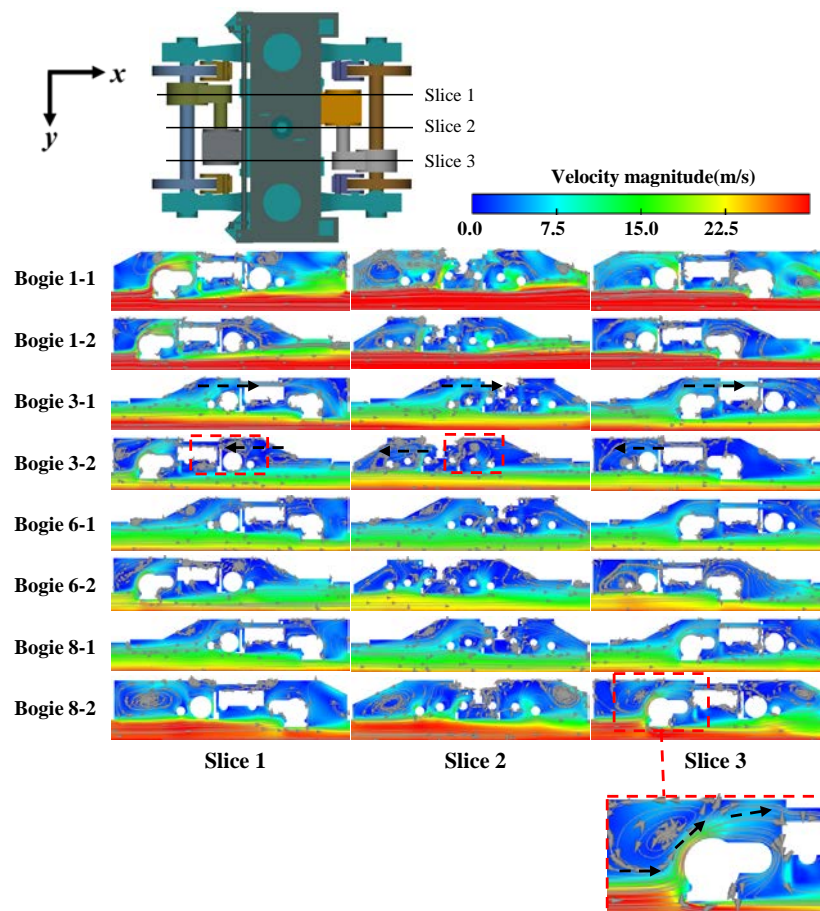 x
y
Slice 1
Slice 2
Slice 3
Velocity magnitude(m/s)
0.0 7.5 15.0 22.5
Bogie 1-1
Bogie 1-2
Bogie 3-1
Bogie 3-2
Bogie 6-1
Bogie 6-2
Bogie 8-1
Bogie 8-2
Slice 1 Slice 2 Slice 3